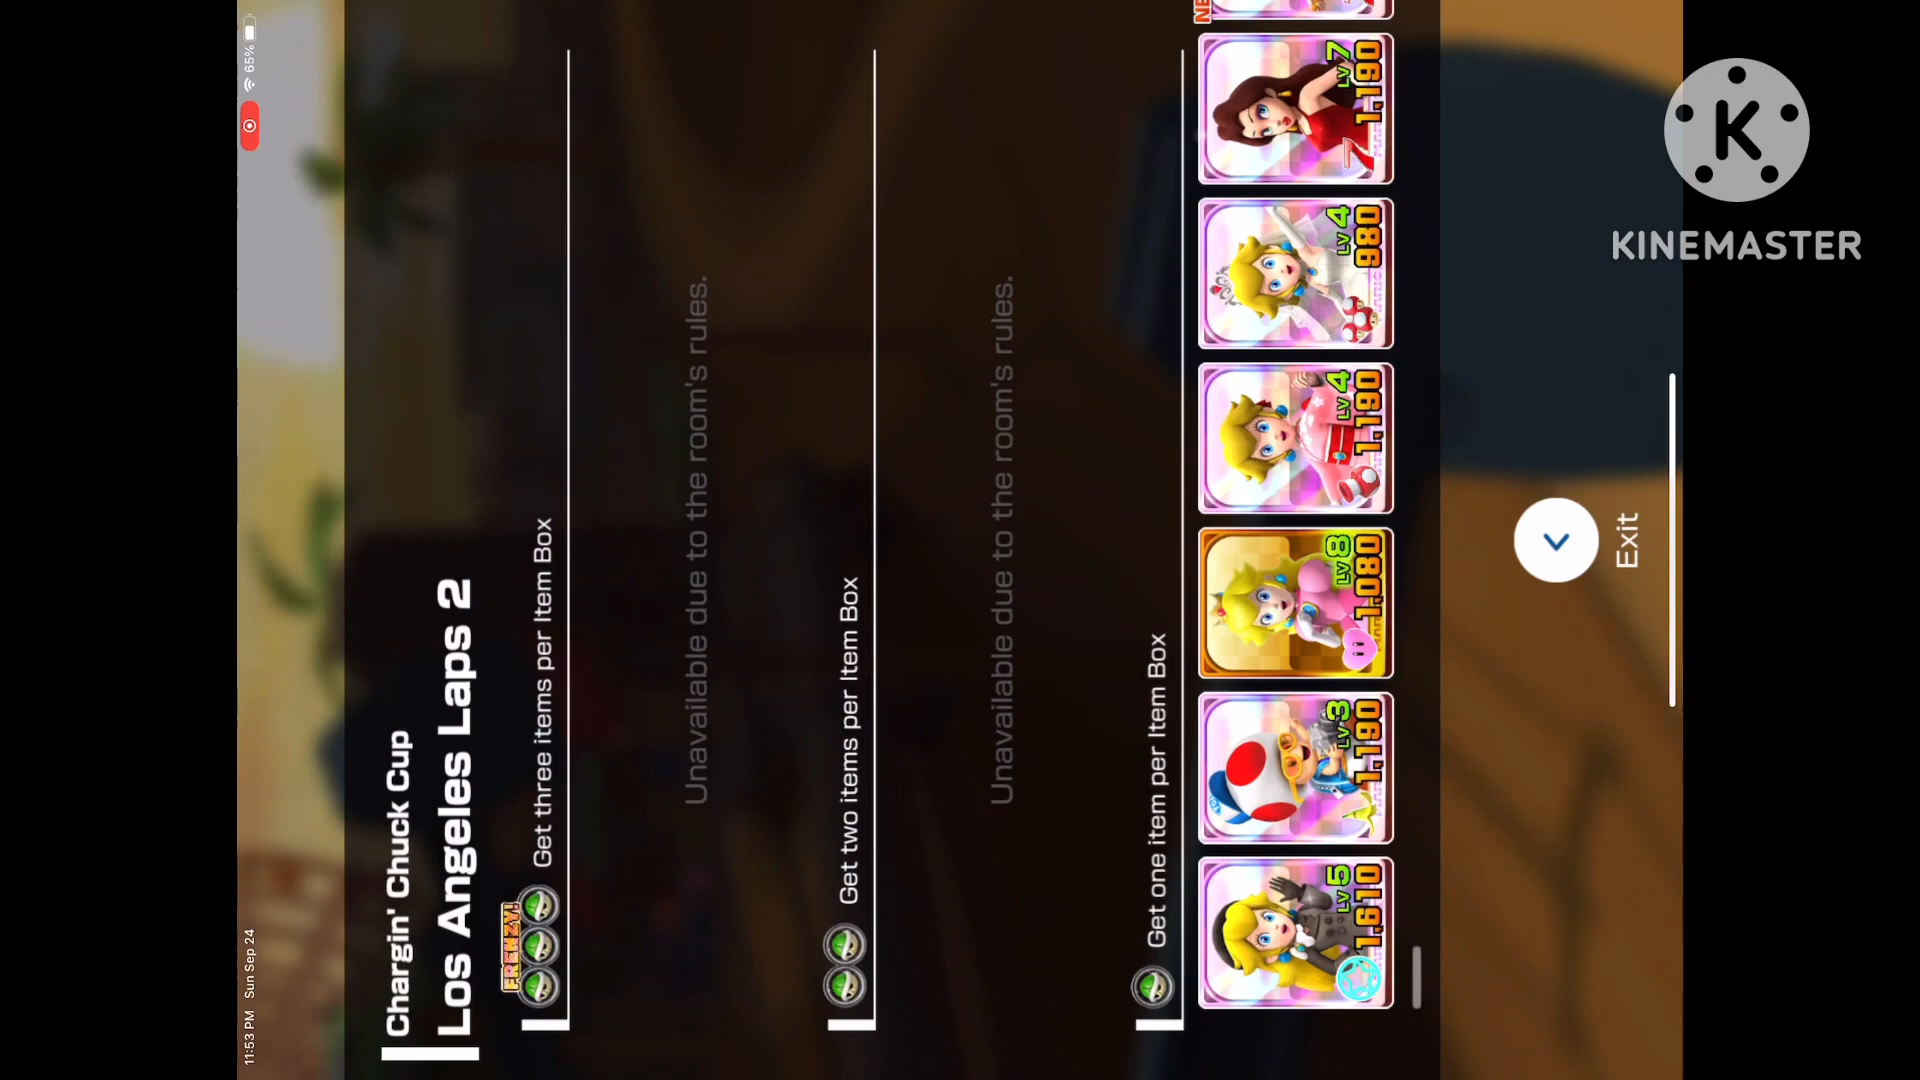 11:53 PM Sun Sep 24
65%
Chargin' Chuck Cup
Los Angeles Laps 2
FRENZY!
Get three items per Item Box
Unavailable due to the room's rules.
Get two items per Item Box
Unavailable due to the room's rules.
Get one item per Item Box
LV 5
1,610
LV 3
1,190
LV 8
1,080
LV 4
1,190
LV 4
980
LV 7
1,190
Exit
K
KINEMASTER